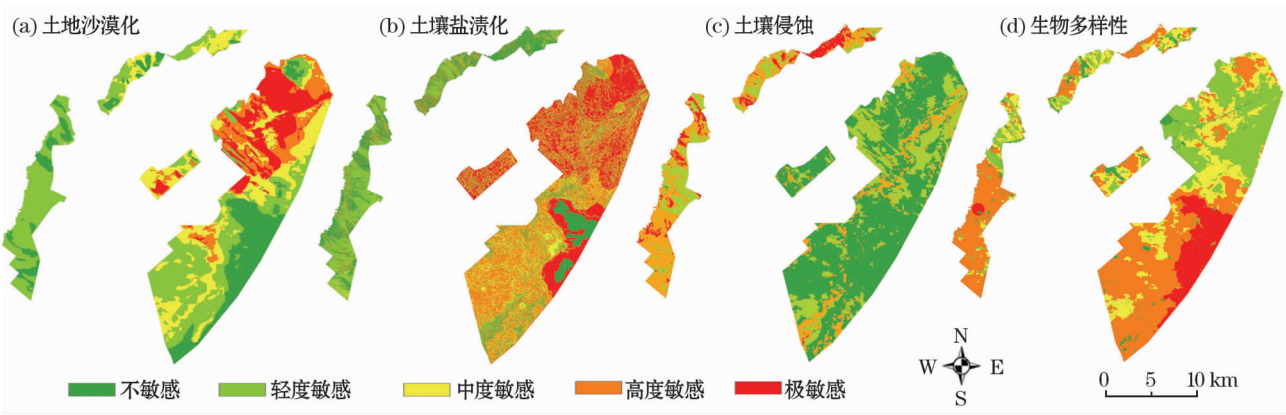 (a) 土地沙漠化
(b) 土壤盐渍化
(c) 土壤侵蚀
(d) 生物多样性
N
W
E
S
不敏感
轻度敏感
中度敏感
高度敏感
极敏感
0 5 10 km